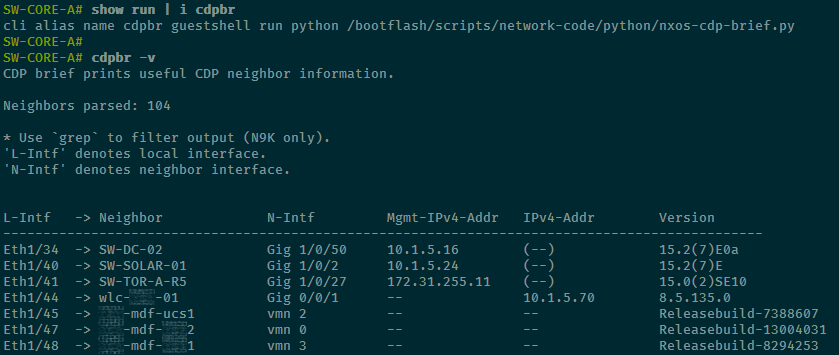 SW-CORE-A# show run | i cdpbr
cli alias name cdpbr guestshell run python /bootflash/scripts/network-code/python/nxos-cdp-brief.py
SW-CORE-A#
SW-CORE-A# cdpbr -v
CDP brief prints useful CDP neighbor information.
Neighbors parsed: 104
* Use `grep` to filter output (N9K only).
'L-Intf' denotes local interface.
'N-Intf' denotes neighbor interface.
L-Intf -> Neighbor N-Intf Mgmt-IPv4-Addr IPv4-Addr Version
Eth1/34 -> SW-DC-02 Gig 1/0/50 10.1.5.16 (--) 15.2(7)E0a
Eth1/40 -> SW-SOLAR-01 Gig 1/0/2 10.1.5.24 (--) 15.2(7)E
Eth1/41 -> SW-TOR-A-R5 Gig 1/0/27 172.31.255.11 (--) 15.0(2)SE10
Eth1/44 -> wlc- -01 Gig 0/0/1 -- 10.1.5.70 8.5.135.0
Eth1/45 -> -mdf-ucs1 vmn 2 -- -- Releasebuild-7388607
Eth1/47 -> -mdf- 2 vmn 0 -- -- Releasebuild-13004031
Eth1/48 -> -mdf- 1 vmn 3 -- -- Releasebuild-8294253